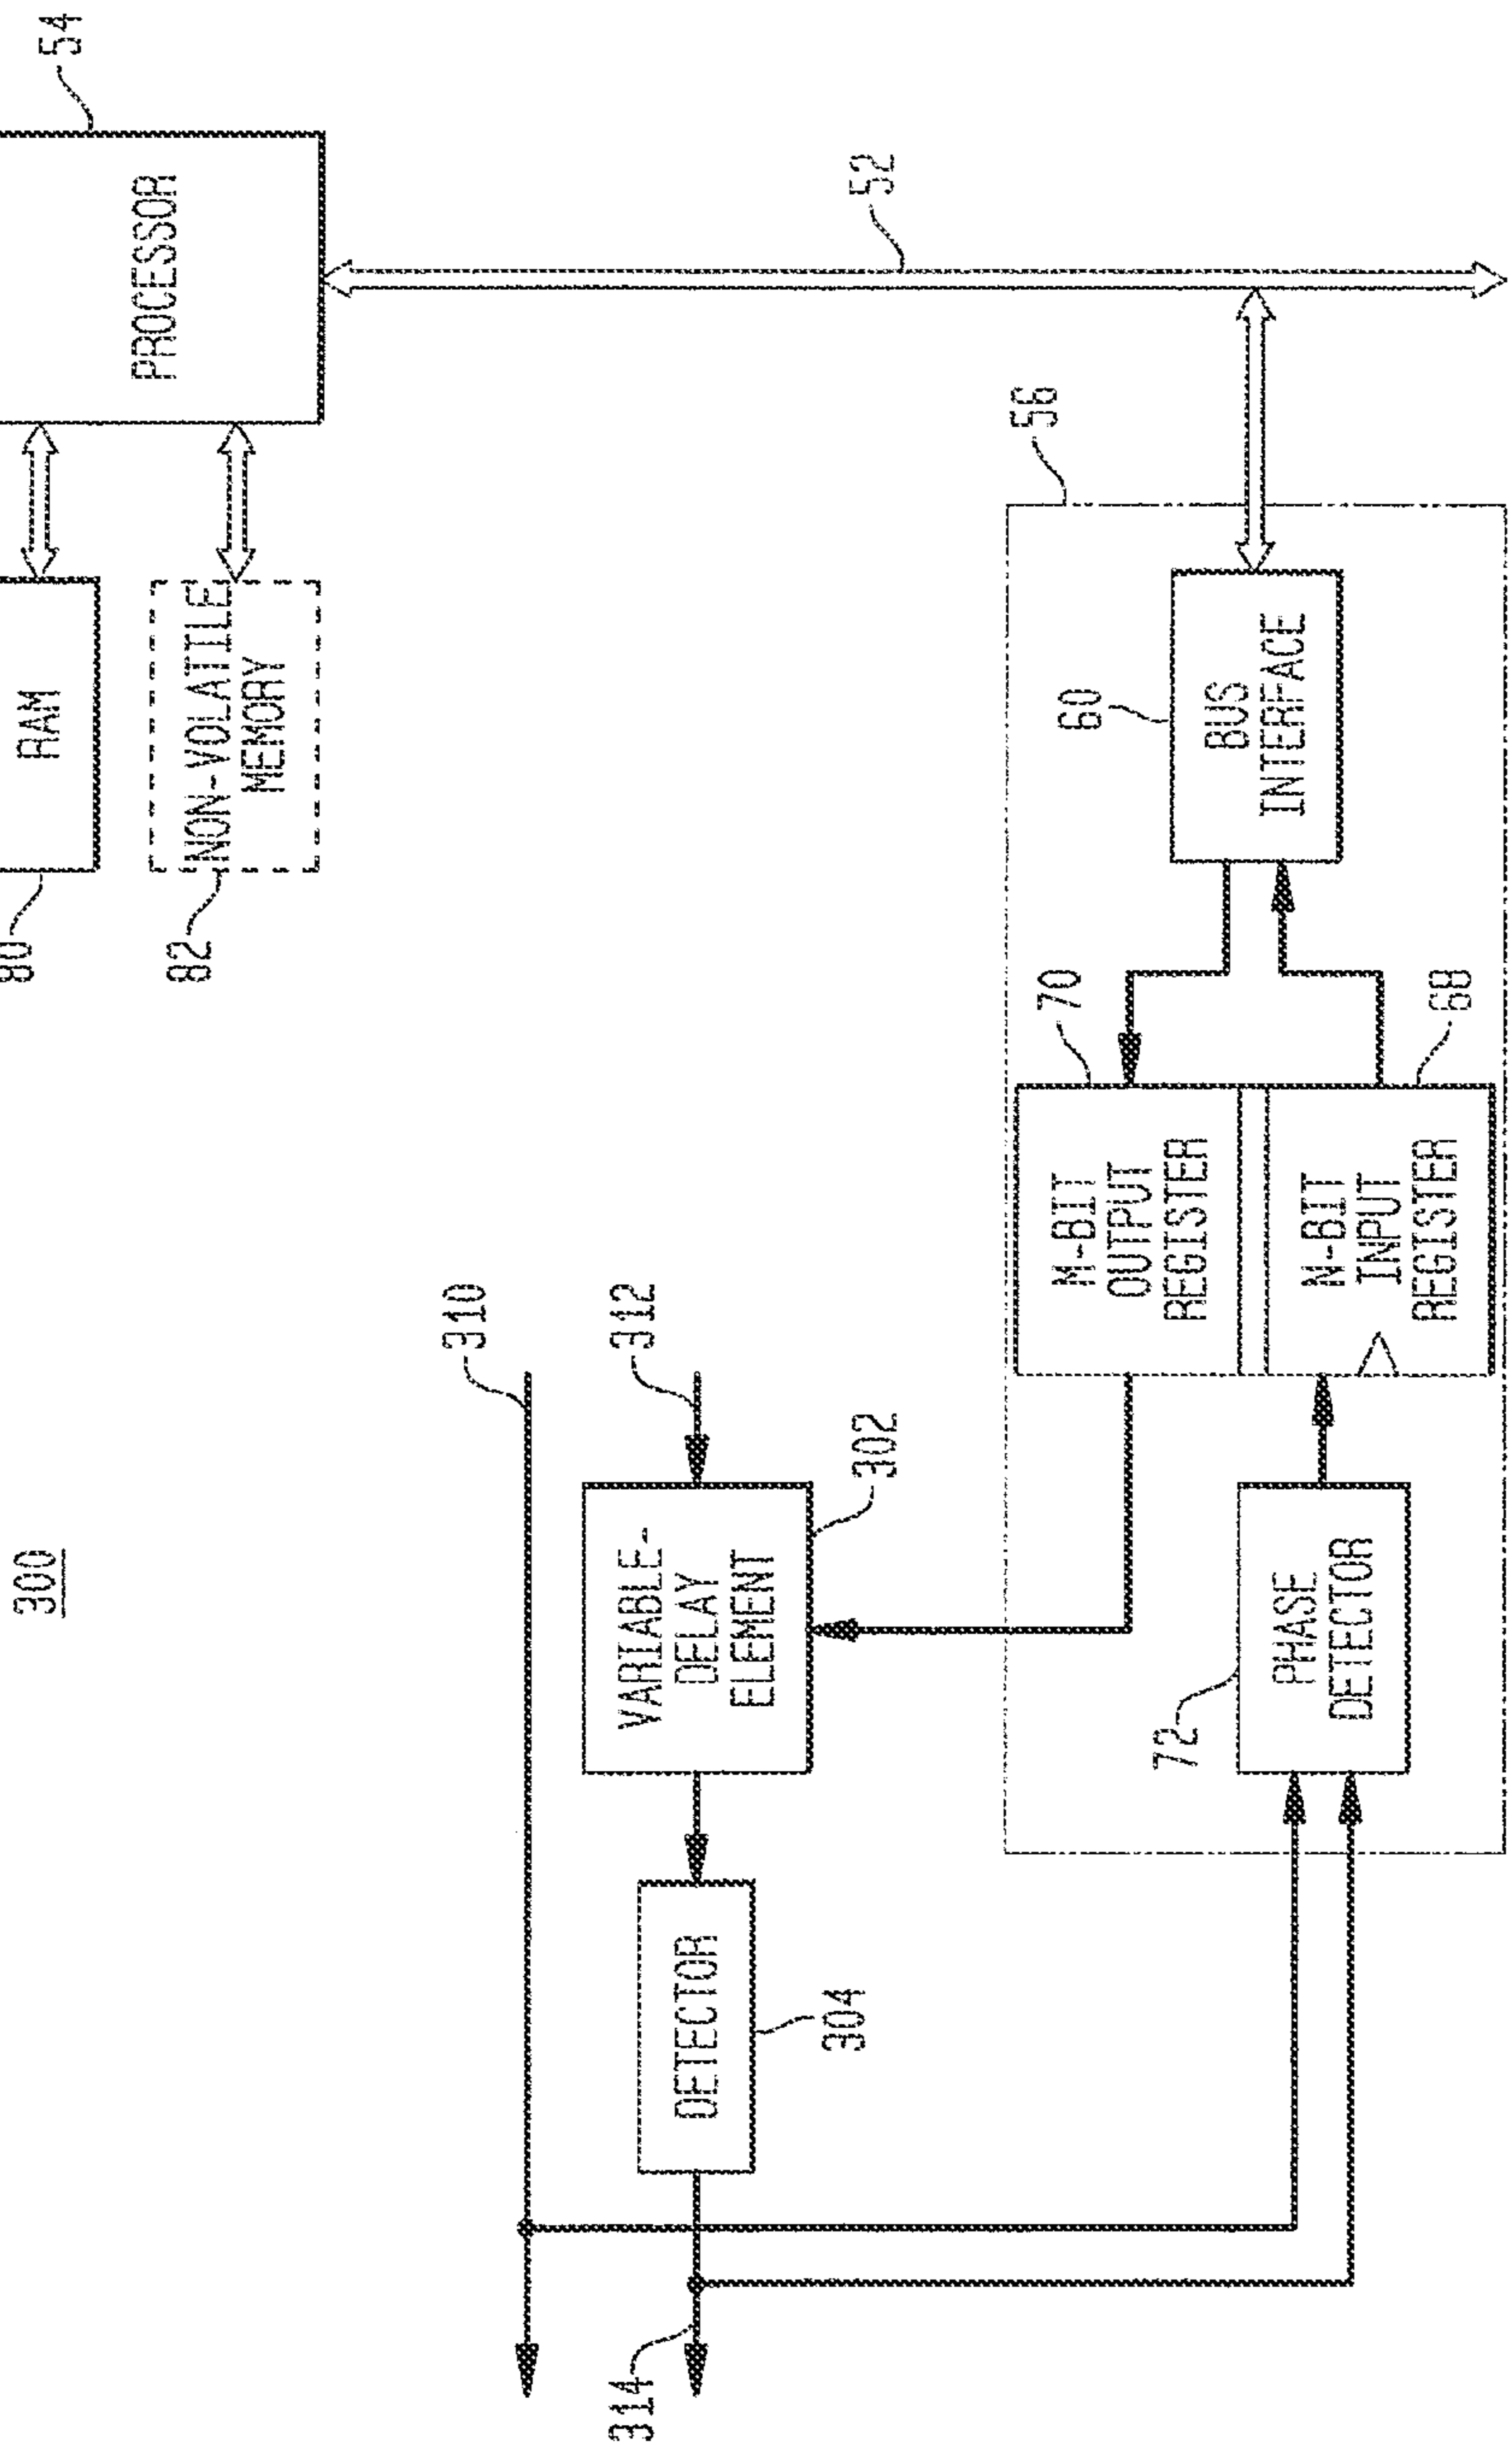 300
80
RAM
54
PROCESSOR
82
NON-VOLATILE
MEMORY
310
314
312
VARIABLE-
DELAY
ELEMENT
DETECTOR
304
302
52
56
70
60
M-BIT
OUTPUT
REGISTER
BUS
INTERFACE
72
PHASE
DETECTOR
N-BIT
INPUT
REGISTER
68